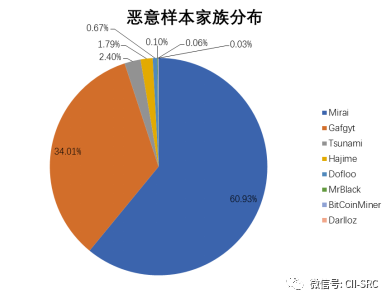 恶意样本家族分布
0.67%
0.10%
0.06%
0.03%
1.79%
2.40%
34.01%
60.93%
Mirai
Gafgyt
Tsunami
Hajime
Dofloo
MrBlack
BitCoinMiner
Darlloz
微信号: CII-SRC